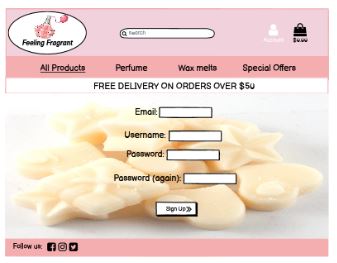 Feeling Fragrant
Search
Account
$0.00
All Products Perfume Wax melts Special Offers
FREE DELIVERY ON ORDERS OVER $50
Email:
Username:
Password:
Password (again):
Sign Up
Follow us: